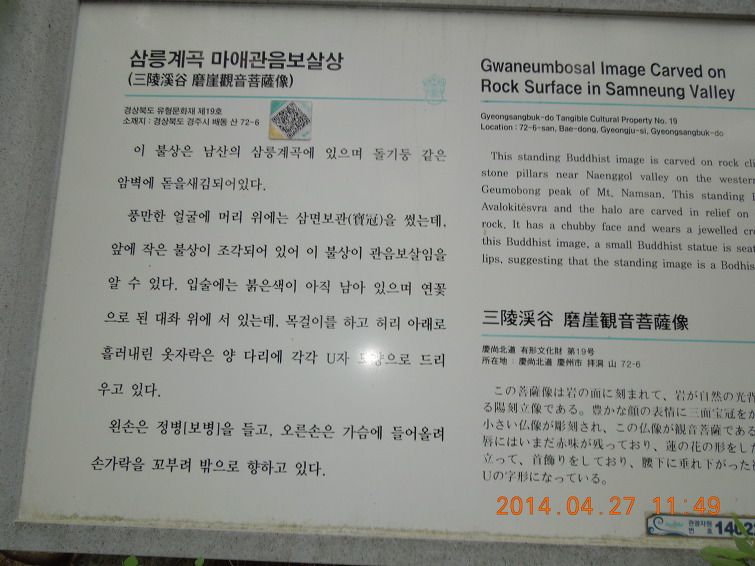 삼릉계곡 마애관음보살상
(三陵溪谷 磨崖觀音菩薩像)
경상북도 유형문화재 제19호
소재지 : 경상북도 경주시 배동 산 72-6
이 불상은 남산의 삼릉계곡에 있으며 돌기둥 같은
암벽에 돋을새김되어있다.
풍만한 얼굴에 머리 위에는 삼면보관(寶冠)을 썼는데,
앞에 작은 불상이 조각되어 있어 이 불상이 관음보살임을
알 수 있다. 입술에는 붉은색이 아직 남아 있으며 연꽃
으로 된 대좌 위에 서 있는데, 목걸이를 하고 허리 아래로
흘러내린 옷자락은 양 다리에 각각 U자 모양으로 드리
우고 있다.
왼손은 정병[보병]을 들고, 오른손은 가슴에 들어올려
손가락을 꼬부려 밖으로 향하고 있다.
Gwaneumbosal Image Carved on
Rock Surface in Samneung Valley
Gyeongsangbuk-do Tangible Cultural Property No. 19
Location : 72-6-san, Bae-dong, Gyeongju-si, Gyeongsangbuk-do
This standing Buddhist image is carved on rock
stone pillars near Naenggol valley on the western
Geumobong peak of Mt. Namsan. This standing
Avalokitēsvra and the halo are carved in relief on
rock. It has a chubby face and wears a jewelled
this Buddhist image, a small Buddhist statue is
lips, suggesting that the standing image is a
三陵渓谷 磨崖観音菩薩像
慶尚北道 有形文化財 第19号
所在地 : 慶尚北道 慶州市 拝洞 山 72-6
この菩薩像は岩の面に刻まれて、岩が自然の光背
る陽刻立像である。豊かな顔の表情に三面宝冠をか
小さい仏像が彫刻され、この仏像が観音菩薩である
唇にはいまだ赤味が残っており、蓮の花の形をした
立って、首飾りをしており、腰下に垂れ下がった
Uの字形になっている。
2014.04.27 11:49
관광자원
번 호